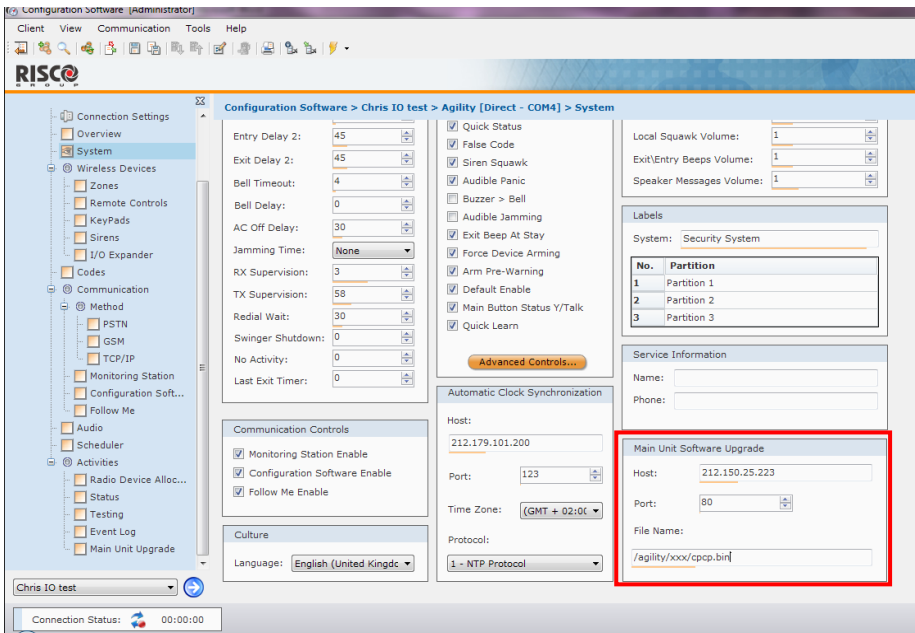 Configuration Software [Administrator]
Client View Communication Tools Help
RISCO
GROUP
Connection Settings
Overview
System
Wireless Devices
Zones
Remote Controls
KeyPads
Sirens
I/O Expander
Codes
Communication
Method
PSTN
GSM
TCP/IP
Monitoring Station
Configuration Soft...
Follow Me
Audio
Scheduler
Activities
Radio Device Alloc...
Status
Testing
Event Log
Main Unit Upgrade
Chris IO test
Configuration Software > Chris IO test > Agility [Direct - COM4] > System
Entry Delay 2: 45
Exit Delay 2: 45
Bell Timeout: 4
Bell Delay: 0
AC Off Delay: 30
Jamming Time: None
RX Supervision: 3
TX Supervision: 58
Redial Wait: 30
Swinger Shutdown: 0
No Activity: 0
Last Exit Timer: 0
Communication Controls
Monitoring Station Enable
Configuration Software Enable
Follow Me Enable
Culture
Language: English (United Kingdc
Quick Status
False Code
Siren Squawk
Audible Panic
Buzzer > Bell
Audible Jamming
Exit Beep At Stay
Force Device Arming
Arm Pre-Warning
Default Enable
Main Button Status Y/Talk
Quick Learn
Advanced Controls...
Automatic Clock Synchronization
Host:
212.179.101.200
Port: 123
Time Zone: (GMT + 02:0(
Protocol:
1 - NTP Protocol
Local Squawk Volume: 1
Exit\Entry Beeps Volume: 1
Speaker Messages Volume: 1
Labels
System: Security System
No. Partition
1 Partition 1
2 Partition 2
3 Partition 3
Service Information
Name:
Phone:
Main Unit Software Upgrade
Host: 212.150.25.223
Port: 80
File Name:
/agility/xxx/cpcp.bin
Connection Status: 00:00:00